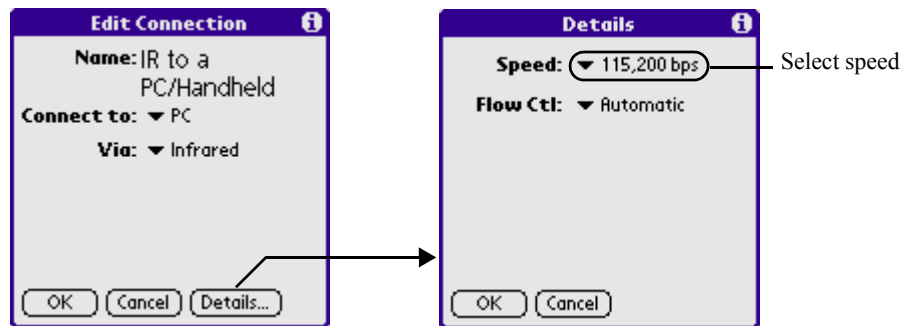 Edit Connection
Name: IR to a
PC/Handheld
Connect to: PC
Via: Infrared
OK Cancel Details...
Details
Speed: 115,200 bps
Flow Ctl: Automatic
OK Cancel
Select speed